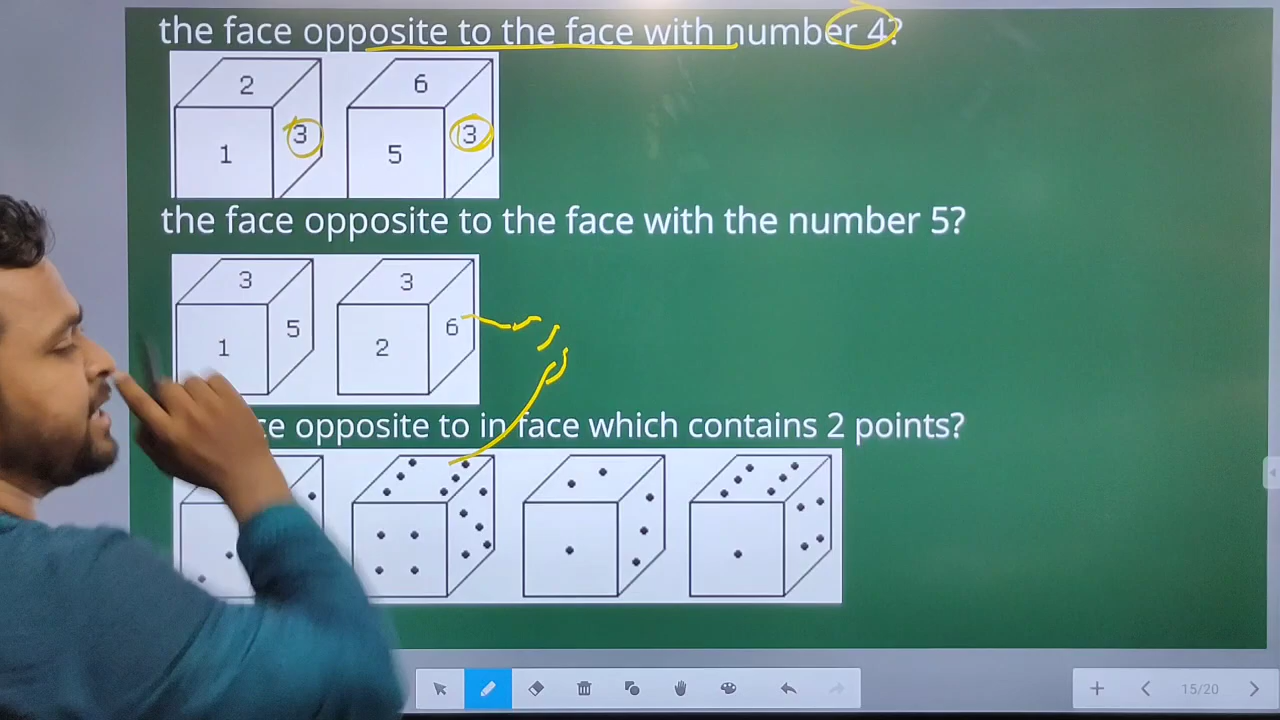 the face opposite to the face with number 4?
2 6
3 3
1 5
the face opposite to the face with the number 5?
3 3
5 6
1 2
opposite to in face which contains 2 points?
15/20